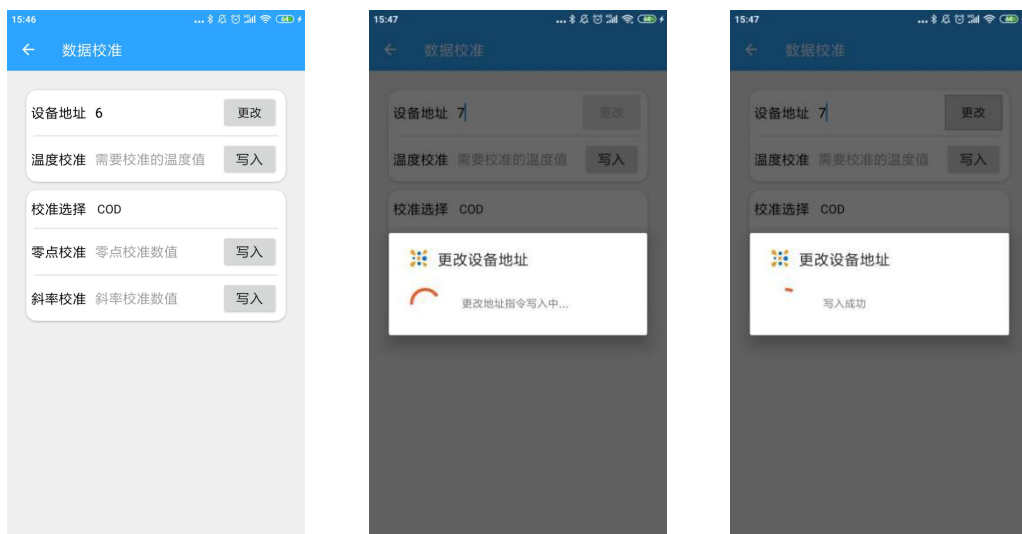 15:46
64
数据校准
设备地址 6 更改
温度校准 需要校准的温度值 写入
校准选择 COD
零点校准 零点校准数值 写入
斜率校准 斜率校准数值 写入
15:47
64
数据校准
设备地址 7 更改
温度校准 需要校准的温度值 写入
校准选择 COD
更改设备地址
更改地址指令写入中...
15:47
64
数据校准
设备地址 7 更改
温度校准 需要校准的温度值 写入
校准选择 COD
更改设备地址
写入成功